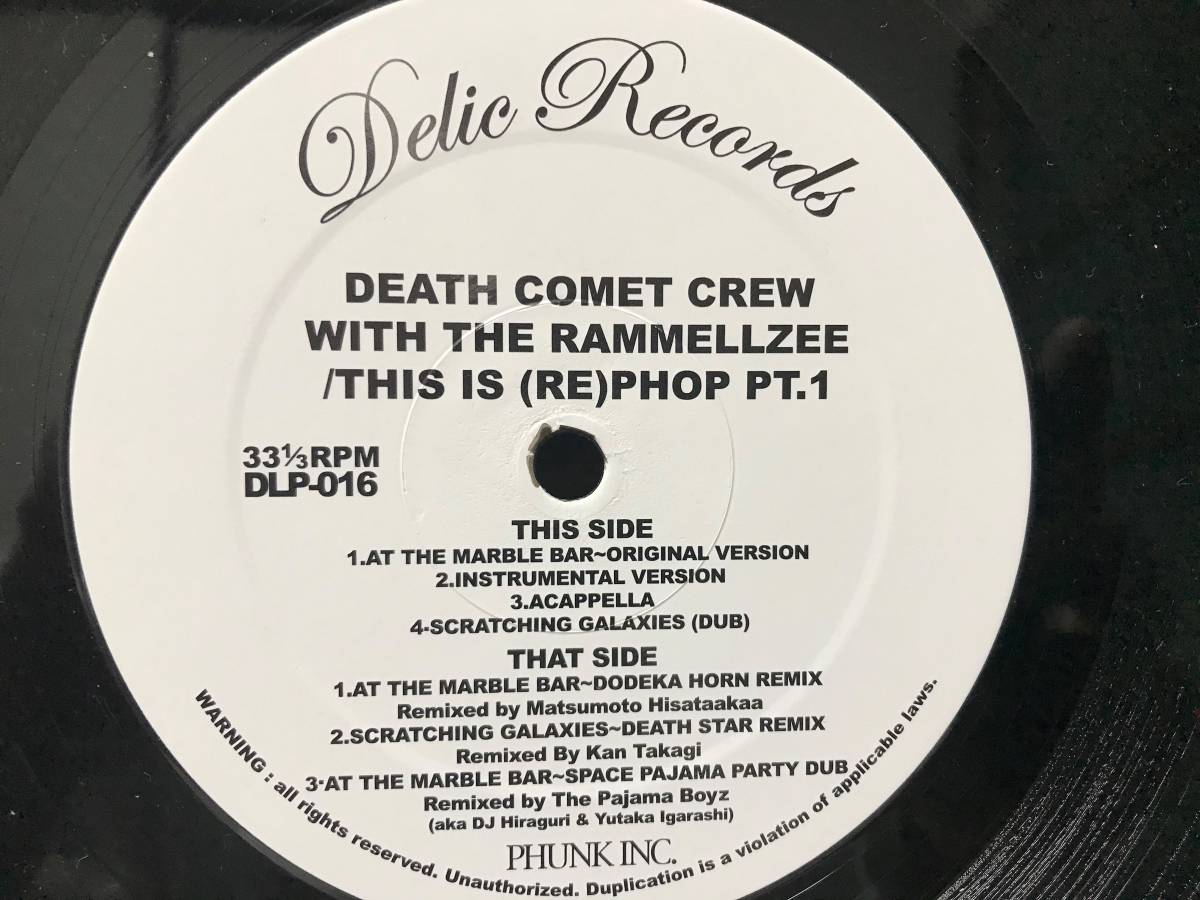 Delic Records
DEATH COMET CREW
WITH THE RAMMELLZEE
/THIS IS (RE)PHOP PT.1
33⅓RPM
DLP-016
THIS SIDE
1.AT THE MARBLE BAR~ORIGINAL VERSION
2.INSTRUMENTAL VERSION
3.ACAPPELLA
4-SCRATCHING GALAXIES (DUB)
THAT SIDE
1.AT THE MARBLE BAR~DODEKA HORN REMIX
Remixed by Matsumoto Hisataakaa
2.SCRATCHING GALAXIES~DEATH STAR REMIX
Remixed By Kan Takagi
3-AT THE MARBLE BAR~SPACE PAJAMA PARTY DUB
Remixed by The Pajama Boyz
(aka DJ Hiraguri & Yutaka Igarashi)
PHUNK INC.
WARNING : all rights reserved. Unauthorized. Duplication is a violation of applicable laws.